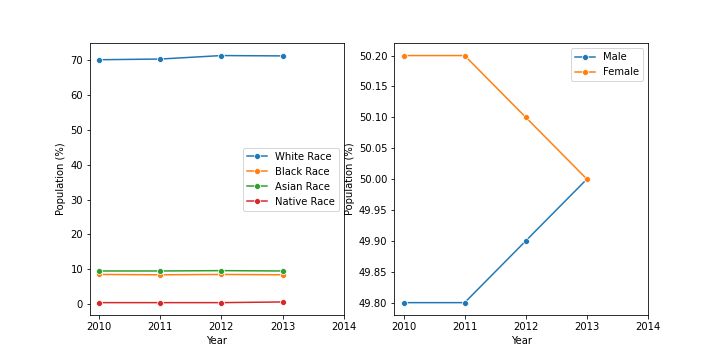 70
60
50
40
30
20
10
0
Population (%)
2010 2011 2012 2013 2014
Year
White Race
Black Race
Asian Race
Native Race
50.20
50.15
50.10
50.05
50.00
49.95
49.90
49.85
49.80
Population (%)
2010 2011 2012 2013 2014
Year
Male
Female